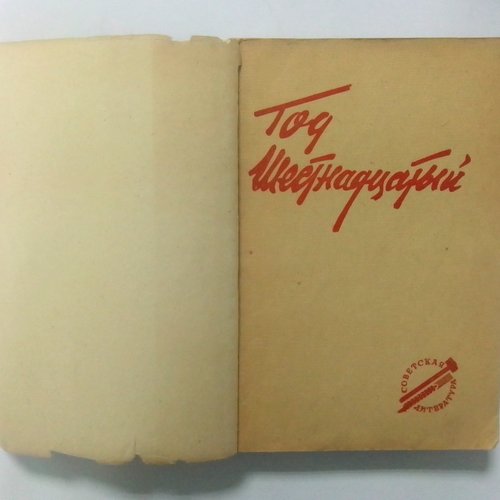 Год
Шестнадцатый
СОВЕТСКАЯ
ЛИТЕРАТУРА